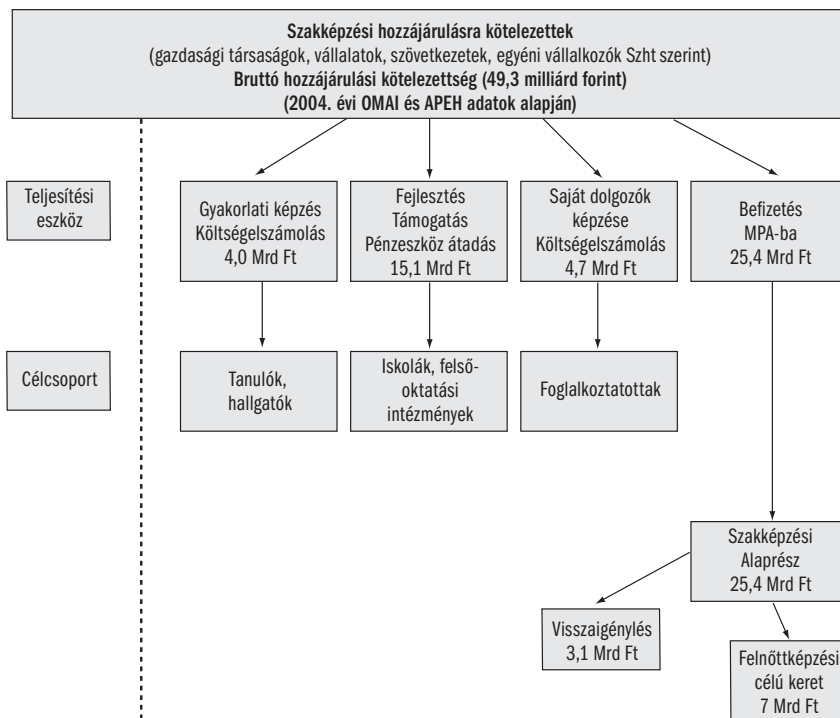 Szakképzési hozzájárulásra kötelezettek
(gazdasági társaságok, vállalatok, szövetkezetek, egyéni vállalkozók Szht szerint)
Bruttó hozzájárulási kötelezettség (49,3 milliárd forint)
(2004. évi OMAI és APEH adatok alapján)
Teljesítési
eszköz
Gyakorlati képzés
Költségelszámolás
4,0 Mrd Ft
Fejlesztés
Támogatás
Pénzeszköz átadás
15,1 Mrd Ft
Saját dolgozók
képzése
Költségelszámolás
4,7 Mrd Ft
Befizetés
MPA-ba
25,4 Mrd Ft
Célcsoport
Tanulók,
hallgatók
Iskolák, felső-
oktatási
intézmények
Foglalkoztatottak
Szakképzési
Alaprész
25,4 Mrd Ft
Visszaigénylés
3,1 Mrd Ft
Felnőttképzési
célú keret
7 Mrd Ft